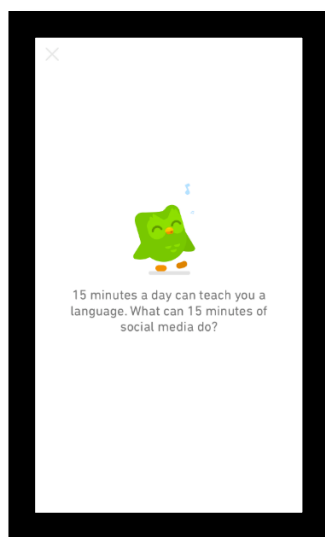 15 minutes a day can teach you a
language. What can 15 minutes of
social media do?